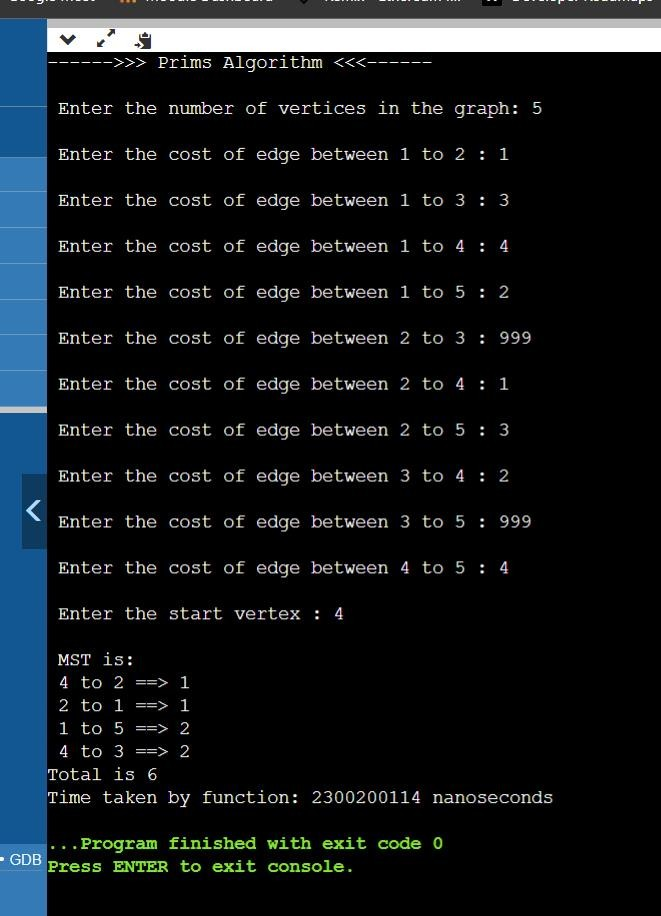 ------>>> Prims Algorithm <<<------
Enter the number of vertices in the graph: 5
Enter the cost of edge between 1 to 2 : 1
Enter the cost of edge between 1 to 3 : 3
Enter the cost of edge between 1 to 4 : 4
Enter the cost of edge between 1 to 5 : 2
Enter the cost of edge between 2 to 3 : 999
Enter the cost of edge between 2 to 4 : 1
Enter the cost of edge between 2 to 5 : 3
Enter the cost of edge between 3 to 4 : 2
Enter the cost of edge between 3 to 5 : 999
Enter the cost of edge between 4 to 5 : 4
Enter the start vertex : 4
MST is:
4 to 2 ==> 1
2 to 1 ==> 1
1 to 5 ==> 2
4 to 3 ==> 2
Total is 6
Time taken by function: 2300200114 nanoseconds
...Program finished with exit code 0
• GDB
Press ENTER to exit console.